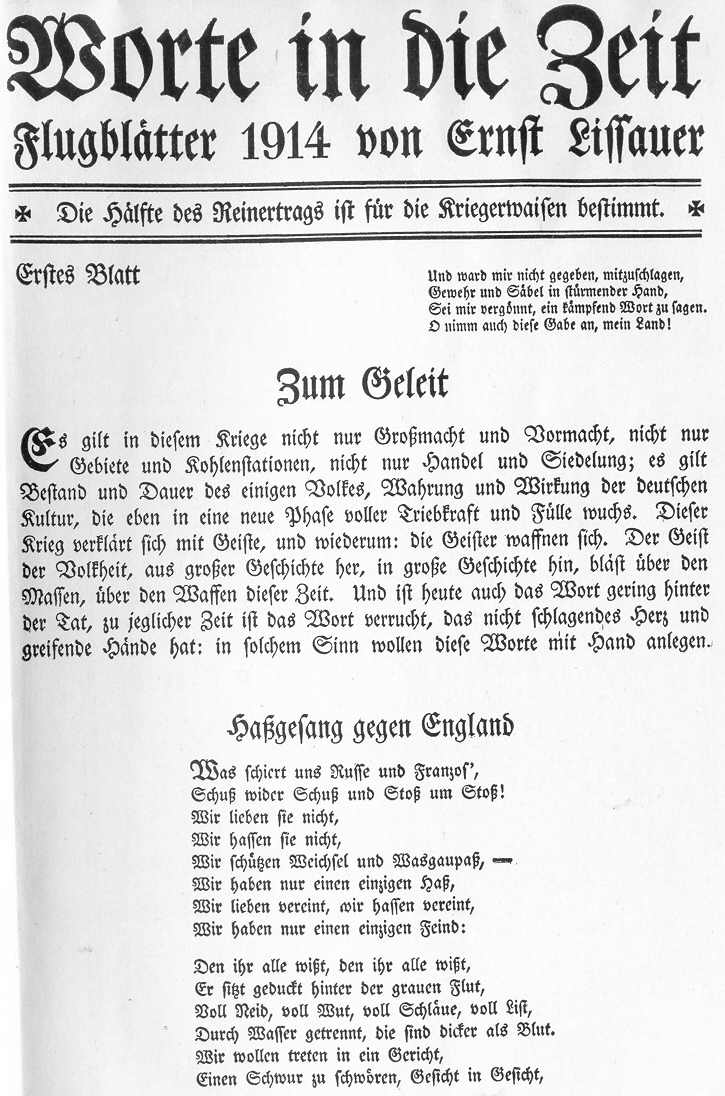 Worte in die Zeit
Flugblätter 1914 von Ernst Lissauer
✠ Die Hälfte des Reinertrags ist für die Kriegerwaisen bestimmt. ✠
Erstes Blatt
Und ward mir nicht gegeben, mitzuschlagen,
Gewehr und Säbel in stürmender Hand,
Sei mir vergönnt, ein kämpfend Wort zu sagen.
O nimm auch diese Gabe an, mein Land!
Zum Geleit
Es gilt in diesem Kriege nicht nur Großmacht und Vormacht, nicht nur
Gebiete und Kohlenstationen, nicht nur Handel und Siedelung; es gilt
Bestand und Dauer des einigen Volkes, Wahrung und Wirkung der deutschen
Kultur, die eben in eine neue Phase voller Triebkraft und Fülle wuchs. Dieser
Krieg verklärt sich mit Geiste, und wiederum: die Geister waffnen sich. Der Geist
der Volkheit, aus großer Geschichte her, in große Geschichte hin, bläst über den
Massen, über den Waffen dieser Zeit. Und ist heute auch das Wort gering hinter
der Tat, zu jeglicher Zeit ist das Wort verrucht, das nicht schlagendes Herz und
greifende Hände hat: in solchem Sinn wollen diese Worte mit Hand anlegen.
Haßgesang gegen England
Was schiert uns Russe und Franzos',
Schuß wider Schuß und Stoß um Stoß!
Wir lieben sie nicht,
Wir hassen sie nicht,
Wir schützen Weichsel und Wasgaupaß, —
Wir haben nur einen einzigen Haß,
Wir lieben vereint, wir hassen vereint,
Wir haben nur einen einzigen Feind:
Den ihr alle wißt, den ihr alle wißt,
Er sitzt geduckt hinter der grauen Flut,
Voll Neid, voll Wut, voll Schläue, voll List,
Durch Wasser getrennt, die sind dicker als Blut.
Wir wollen treten in ein Gericht,
Einen Schwur zu schwören, Gesicht in Gesicht,